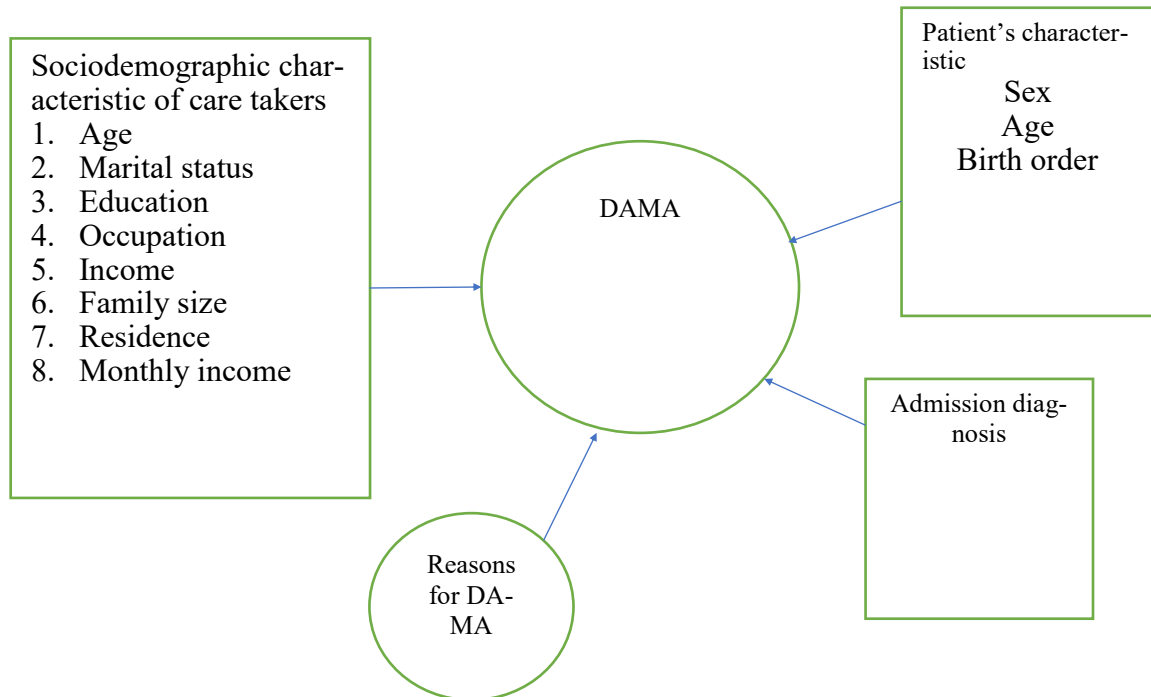 Sociodemographic char-
acteristic of care takers
1. Age
2. Marital status
3. Education
4. Occupation
5. Income
6. Family size
7. Residence
8. Monthly income
DAMA
Patient’s character-
istic
Sex
Age
Birth order
Admission diag-
nosis
Reasons
for DA-
MA